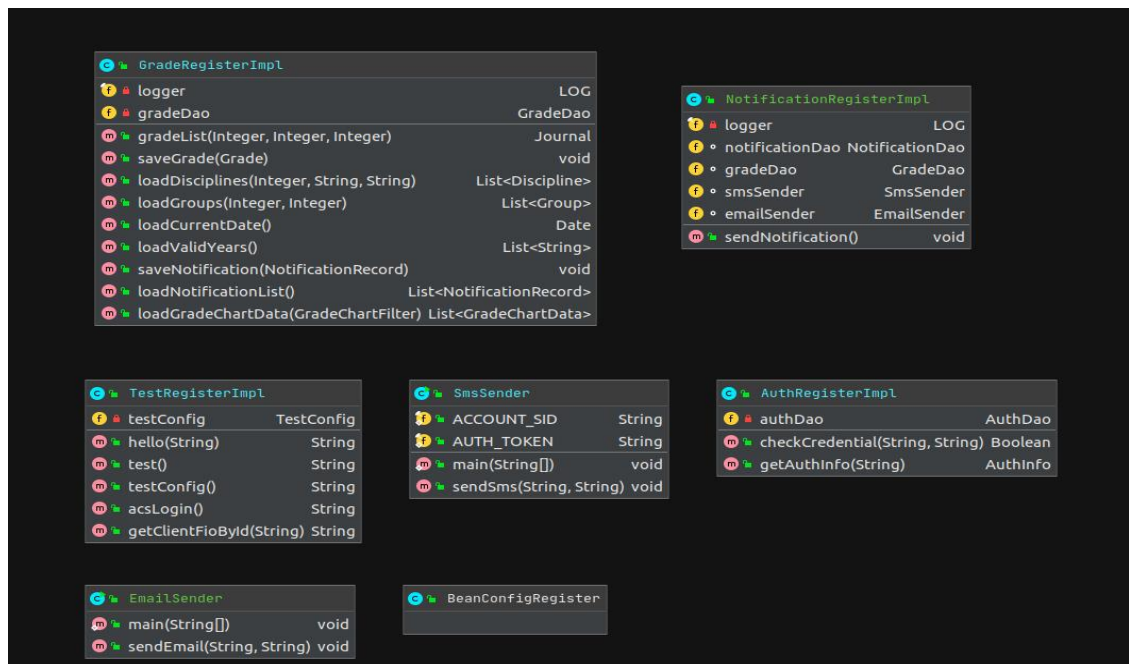 GradeRegisterImpl
logger LOG
gradeDao GradeDao
gradeList(Integer, Integer, Integer) Journal
saveGrade(Grade) void
loadDisciplines(Integer, String, String) List<Discipline>
loadGroups(Integer, Integer) List<Group>
loadCurrentDate() Date
loadValidYears() List<String>
saveNotification(NotificationRecord) void
loadNotificationList() List<NotificationRecord>
loadGradeChartData(GradeChartFilter) List<GradeChartData>
NotificationRegisterImpl
logger LOG
notificationDao NotificationDao
gradeDao GradeDao
smsSender SmsSender
emailSender EmailSender
sendNotification() void
TestRegisterImpl
testConfig TestConfig
hello(String) String
test() String
testConfig() String
acsLogin() String
getClientFioById(String) String
SmsSender
ACCOUNT_SID String
AUTH_TOKEN String
main(String[]) void
sendSms(String, String) void
AuthRegisterImpl
authDao AuthDao
checkCredential(String, String) Boolean
getAuthInfo(String) AuthInfo
EmailSender
main(String[]) void
sendEmail(String, String) void
BeanConfigRegister